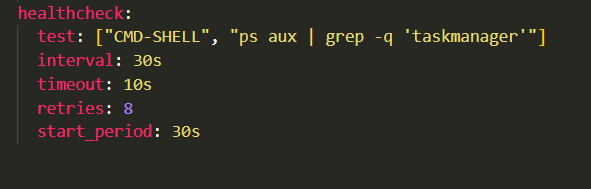 healthcheck:
  test: ["CMD-SHELL", "ps aux | grep -q 'taskmanager'"]
  interval: 30s
  timeout: 10s
  retries: 8
  start_period: 30s